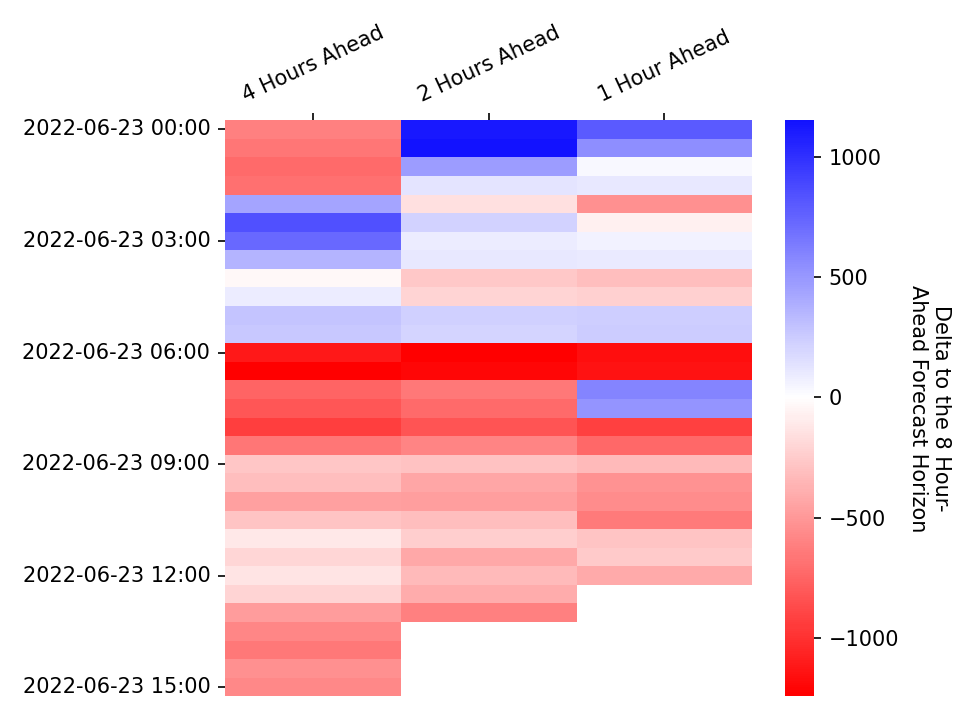 4 Hours Ahead
2 Hours Ahead
1 Hour Ahead
2022-06-23 00:00
2022-06-23 03:00
2022-06-23 06:00
2022-06-23 09:00
2022-06-23 12:00
2022-06-23 15:00
1000
500
0
−500
−1000
Delta to the 8 Hour-
Ahead Forecast Horizon